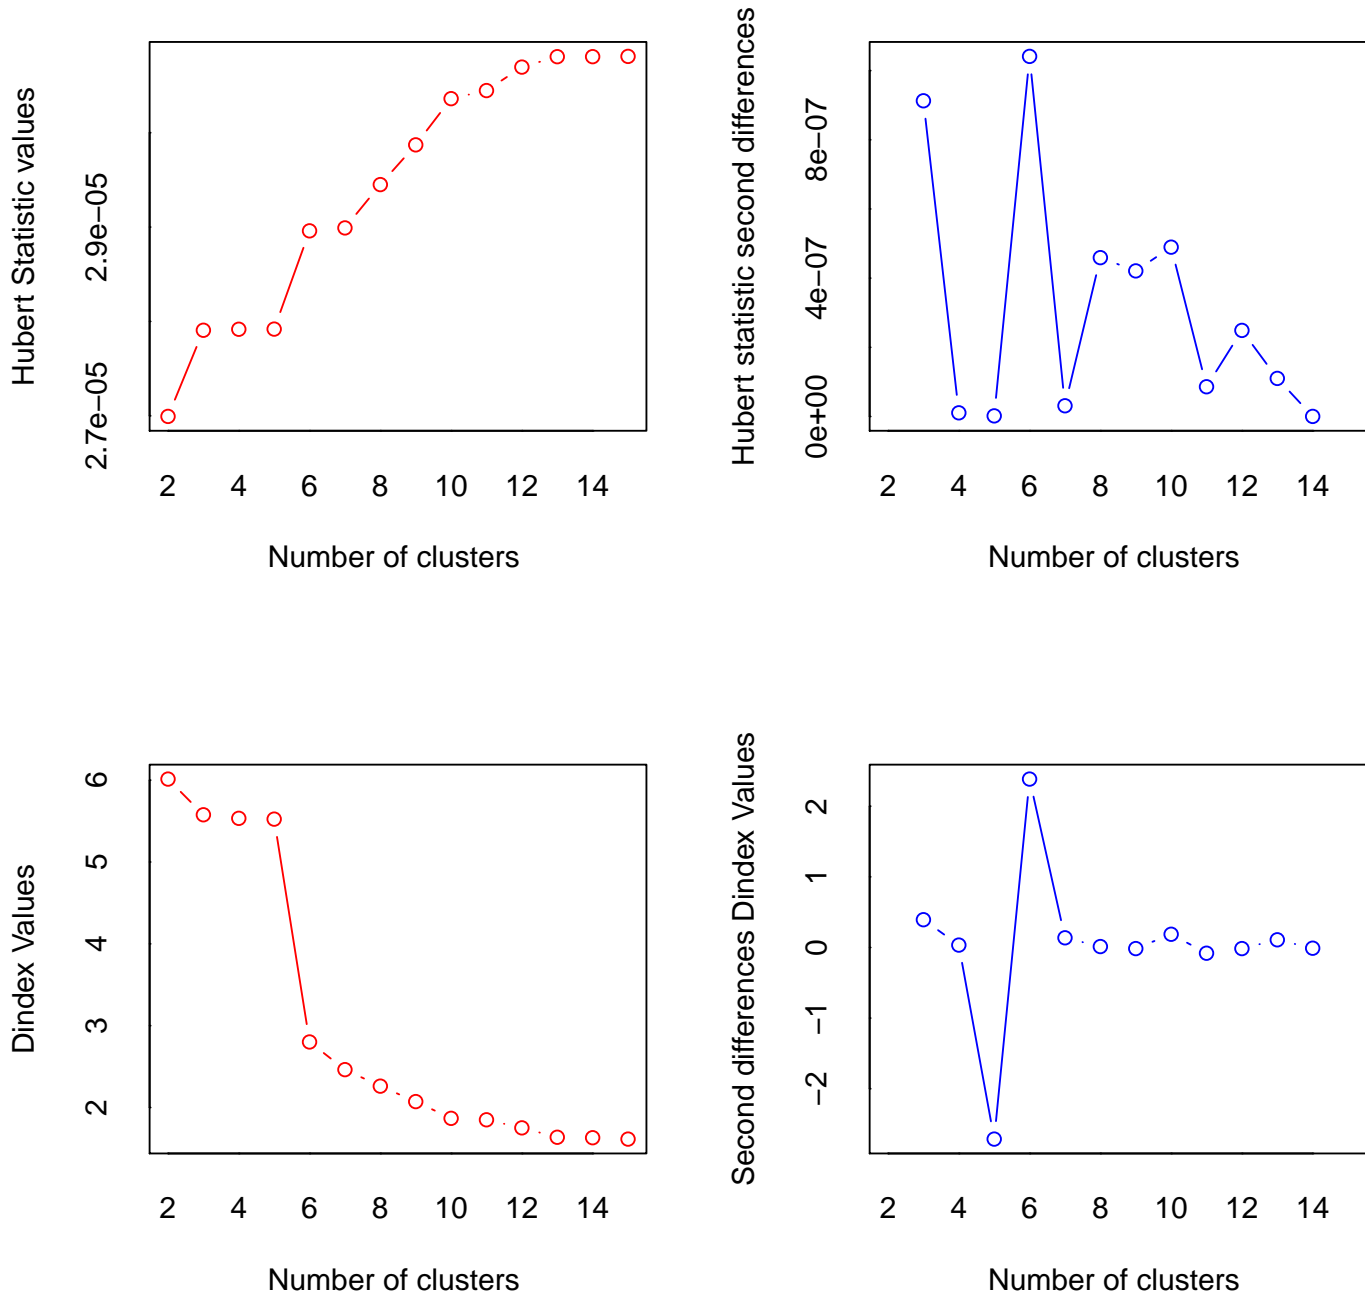 Hubert Statistic values
2.7e−05
2.9e−05
2 4 6 8 10 12 14
Number of clusters
Hubert statistic second differences
0e+00
4e−07
8e−07
2 4 6 8 10 12 14
Number of clusters
Dindex Values
2
3
4
5
6
2 4 6 8 10 12 14
Number of clusters
Second differences Dindex Values
−2
−1
0
1
2
2 4 6 8 10 12 14
Number of clusters